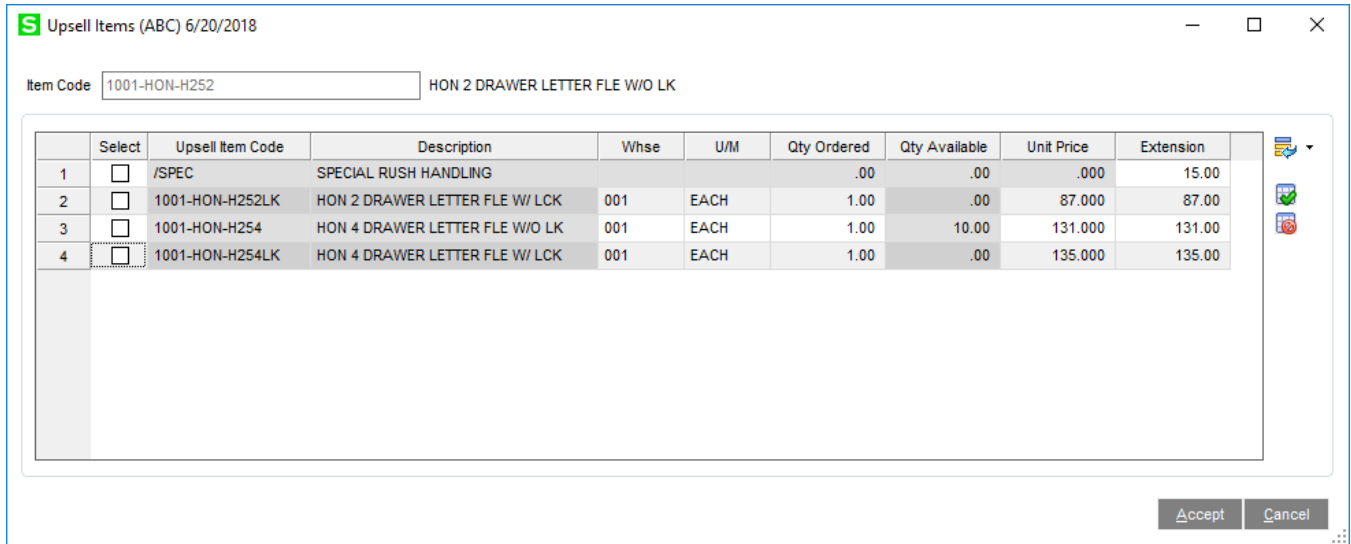 S Upsell Items (ABC) 6/20/2018
Item Code 1001-HON-H252 HON 2 DRAWER LETTER FLE W/O LK
Select Upsell Item Code Description Whse U/M Qty Ordered Qty Available Unit Price Extension
1 /SPEC SPECIAL RUSH HANDLING .00 .00 .000 15.00
2 1001-HON-H252LK HON 2 DRAWER LETTER FLE W/ LCK 001 EACH 1.00 .00 87.000 87.00
3 1001-HON-H254 HON 4 DRAWER LETTER FLE W/O LK 001 EACH 1.00 10.00 131.000 131.00
4 1001-HON-H254LK HON 4 DRAWER LETTER FLE W/ LCK 001 EACH 1.00 .00 135.000 135.00
Accept Cancel